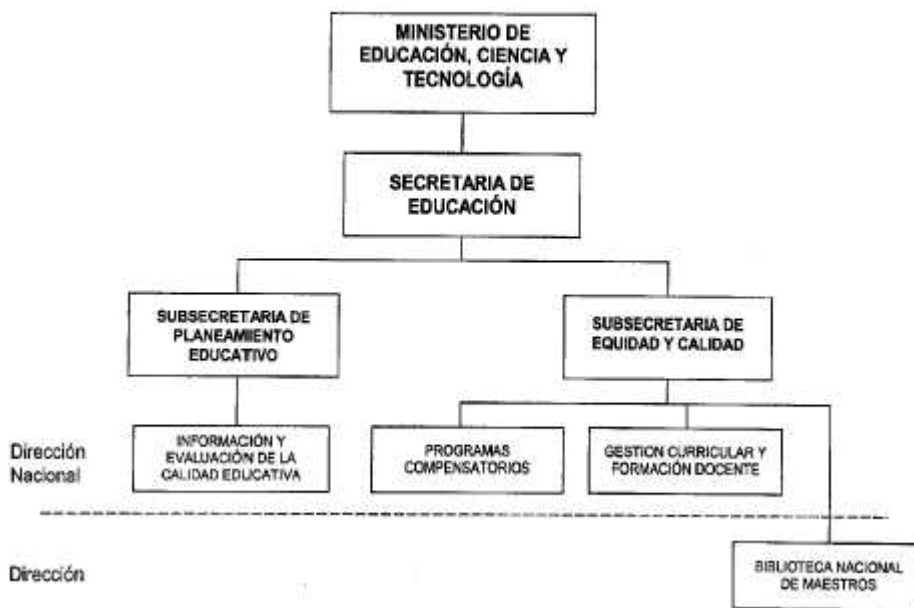 MINISTERIO DE
EDUCACIÓN, CIENCIA Y
TECNOLOGÍA
SECRETARIA DE
EDUCACIÓN
SUBSECRETARIA DE
PLANEAMIENTO
EDUCATIVO
SUBSECRETARIA DE
EQUIDAD Y CALIDAD
Dirección
Nacional
INFORMACIÓN Y
EVALUACIÓN DE LA
CALIDAD EDUCATIVA
PROGRAMAS
COMPENSATORIOS
GESTION CURRICULAR Y
FORMACIÓN DOCENTE
Dirección
BIBLIOTECA NACIONAL
DE MAESTROS